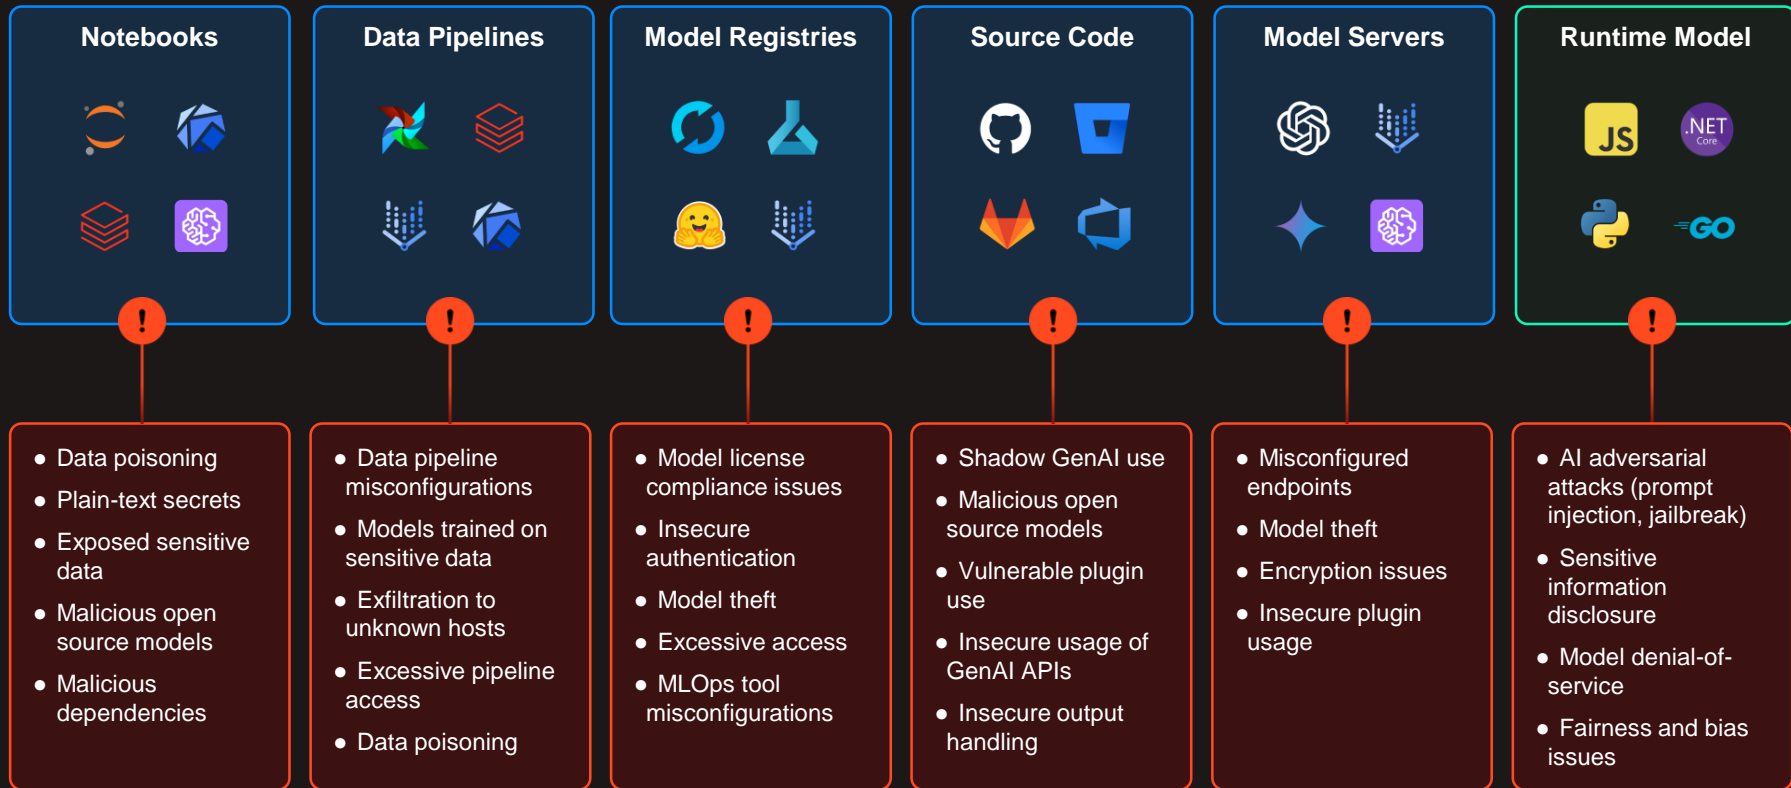 Notebooks
Data Pipelines
Model Registries
Source Code
Model Servers
Runtime Model
JS
.NET
Core
GO
!
!
!
!
!
!
● Data poisoning
● Plain-text secrets
● Exposed sensitive
data
● Malicious open
source models
● Malicious
dependencies
● Data pipeline
misconfigurations
● Models trained on
sensitive data
● Exfiltration to
unknown hosts
● Excessive pipeline
access
● Data poisoning
● Model license
compliance issues
● Insecure
authentication
● Model theft
● Excessive access
● MLOps tool
misconfigurations
● Shadow GenAI use
● Malicious open
source models
● Vulnerable plugin
use
● Insecure usage of
GenAI APIs
● Insecure output
handling
● Misconfigured
endpoints
● Model theft
● Encryption issues
● Insecure plugin
usage
● AI adversarial
attacks (prompt
injection, jailbreak)
● Sensitive
information
disclosure
● Model denial-of-
service
● Fairness and bias
issues